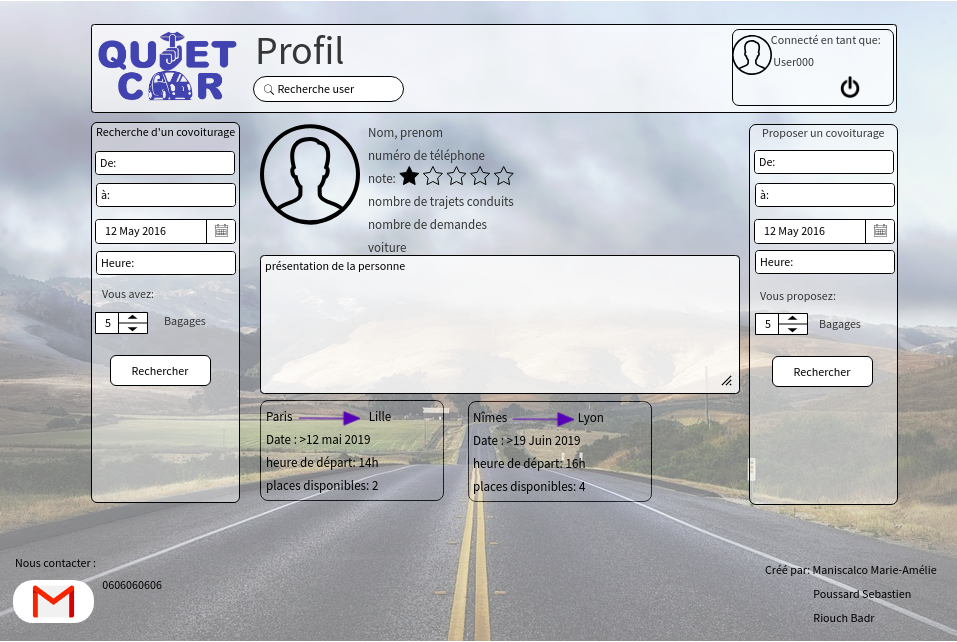 QUIET
CAR
Profil
Recherche user
Connecté en tant que:
User000
Recherche d'un covoiturage
De:
à:
12 May 2016
Heure:
Vous avez:
5
Bagages
Rechercher
Nom, prenom
numéro de téléphone
note:
nombre de trajets conduits
nombre de demandes
voiture
présentation de la personne
Paris Lille
Date : >12 mai 2019
heure de départ: 14h
places disponibles: 2
Nîmes Lyon
Date : >19 Juin 2019
heure de départ: 16h
places disponibles: 4
Proposer un covoiturage
De:
à:
12 May 2016
Heure:
Vous proposez:
5
Bagages
Rechercher
Nous contacter :
0606060606
Créé par: Maniscalco Marie-Amélie
Poussard Sebastien
Riouch Badr